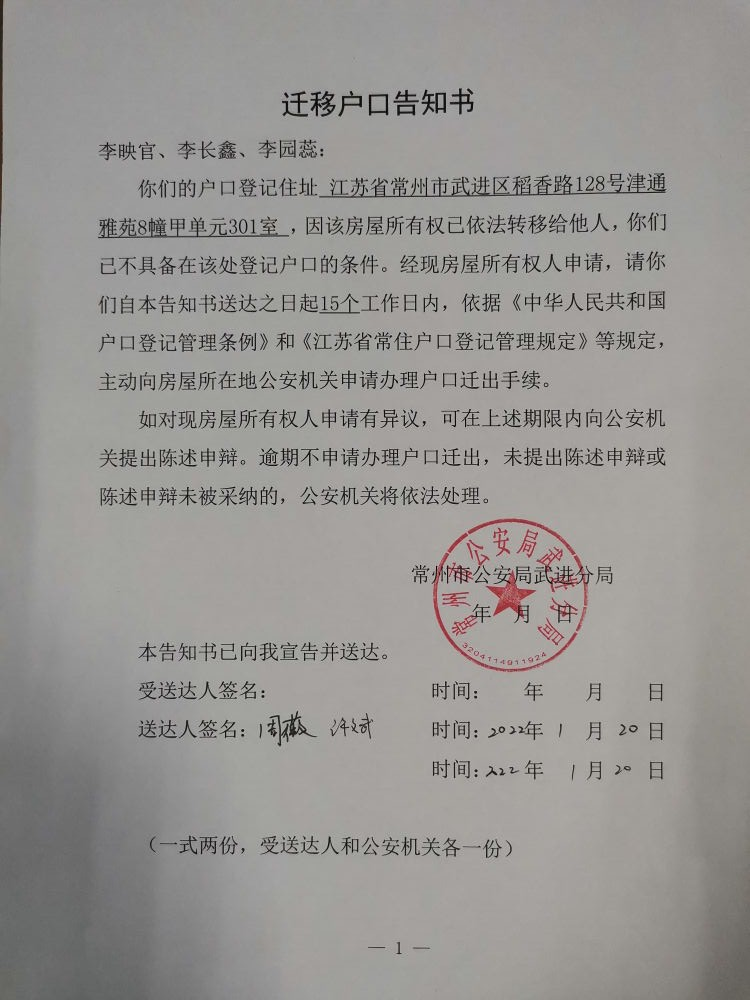 迁移户口告知书
李映官、李长鑫、李园蕊：
你们的户口登记住址 江苏省常州市武进区稻香路128号津通
雅苑8幢甲单元301室 ，因该房屋所有权已依法转移给他人，你们
已不具备在该处登记户口的条件。经现房屋所有权人申请，请你
们自本告知书送达之日起15个工作日内，依据《中华人民共和国
户口登记管理条例》和《江苏省常住户口登记管理规定》等规定，
主动向房屋所在地公安机关申请办理户口迁出手续。
如对现房屋所有权人申请有异议，可在上述期限内向公安机
关提出陈述申辩。逾期不申请办理户口迁出，未提出陈述申辩或
陈述申辩未被采纳的，公安机关将依法处理。
常州市公安局武进分局
年 月 日
常州市公安局武进分局
3204114911924
本告知书已向我宣告并送达。
受送达人签名： 时间： 年 月 日
送达人签名：周薇 许文武 时间：2022年 1 月 20 日
时间：2022 年 1 月 20 日
（一式两份，受送达人和公安机关各一份）
— 1 —